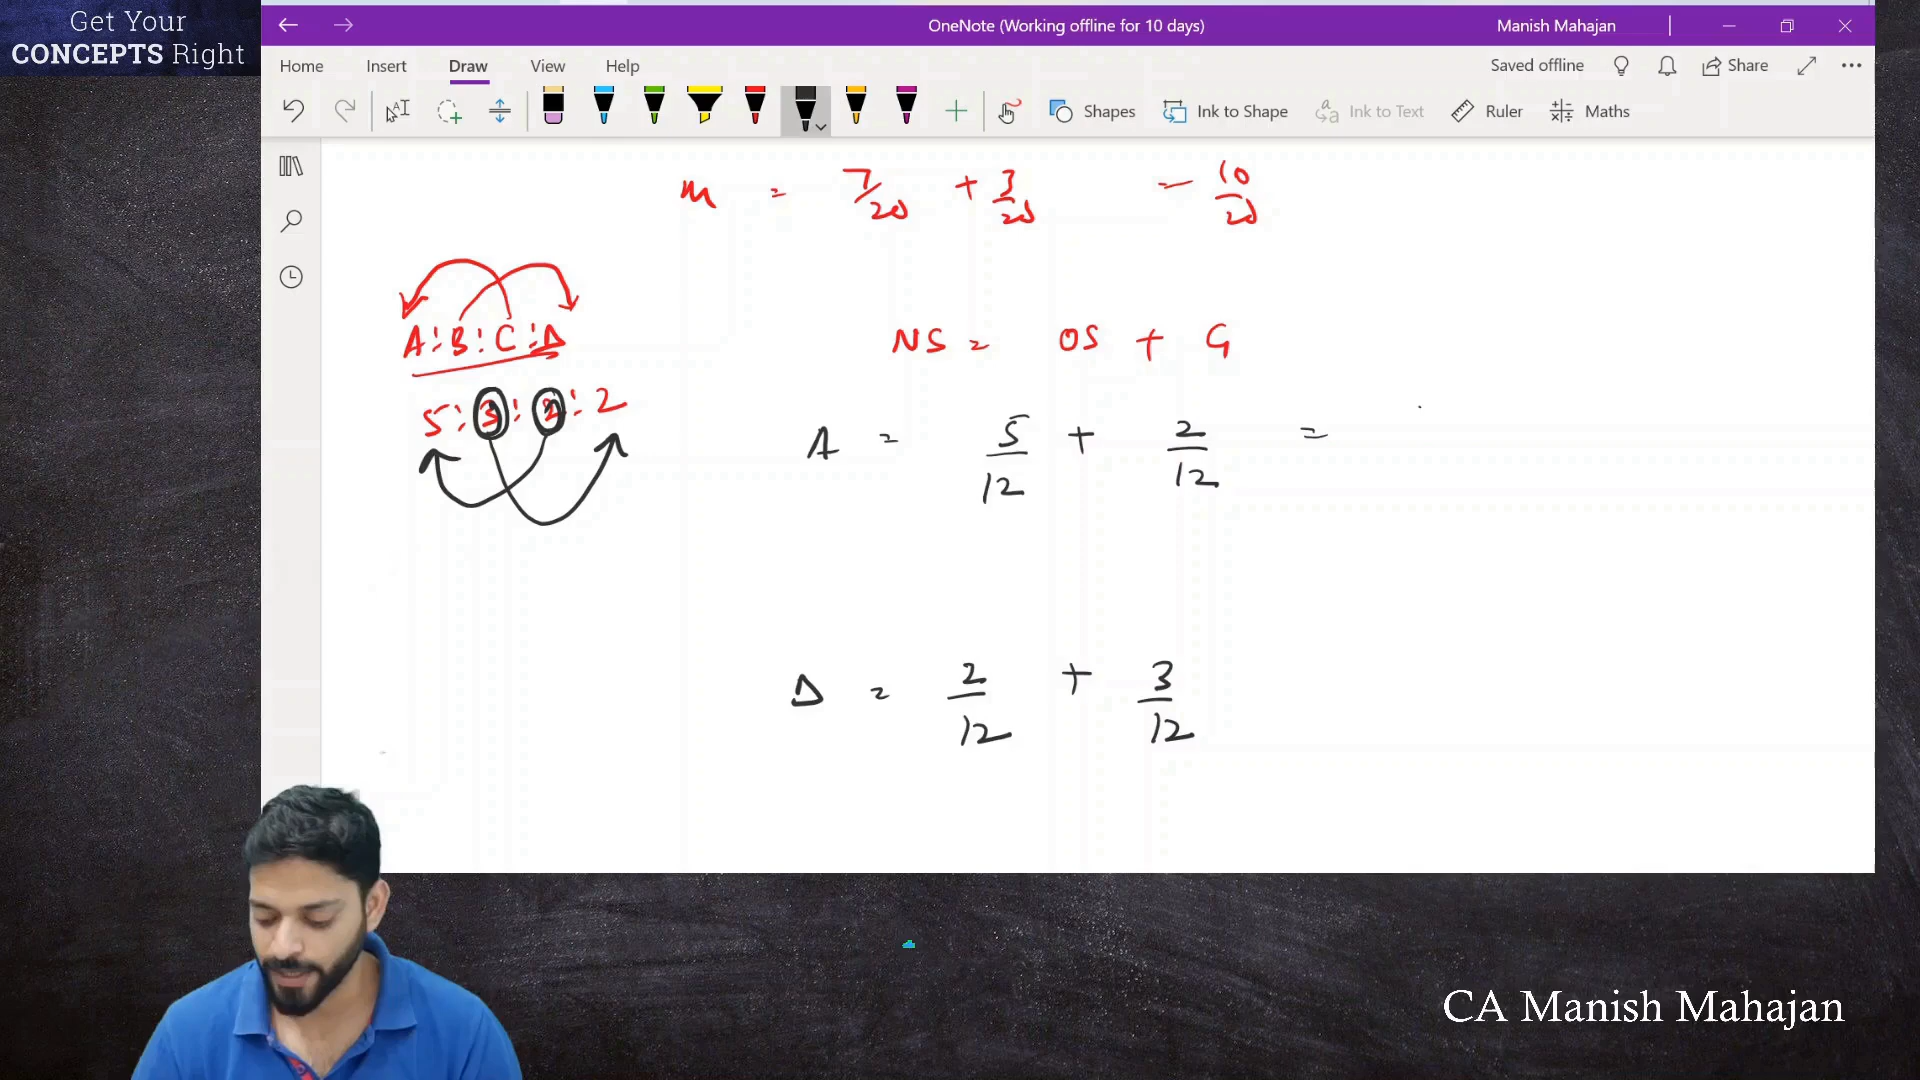 Get Your
CONCEPTS Right
OneNote (Working offline for 10 days)
Manish Mahajan
Home Insert Draw View Help
Saved offline
Share
Shapes
Ink to Shape
Ink to Text
Ruler
Maths
m = 7/20 + 3/20 = 10/20
A : B : C : D
NS = OS + G
5 : 3 : 2 : 2
A = 5/12 + 2/12 =
D = 2/12 + 3/12
CA Manish Mahajan